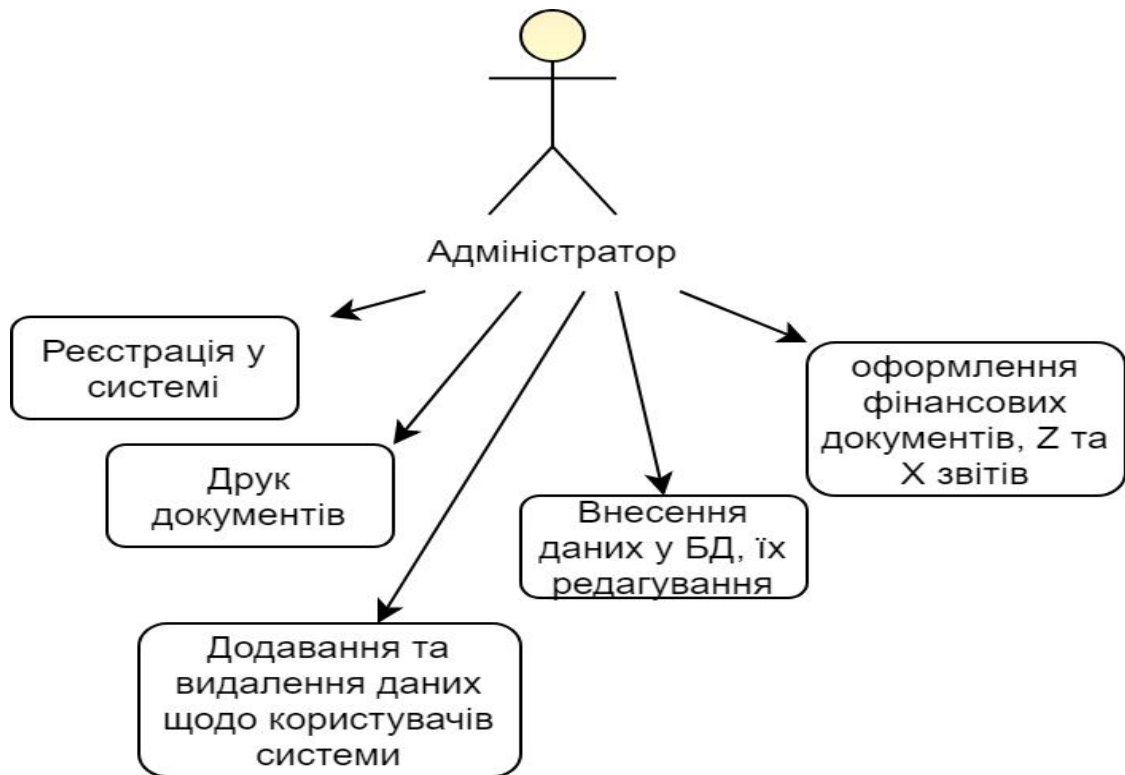 Адміністратор
Реєстрація у
системі
Друк
документів
Додавання та
видалення даних
щодо користувачів
системи
Внесення
даних у БД, їх
редагування
оформлення
фінансових
документів, Z та
X звітів